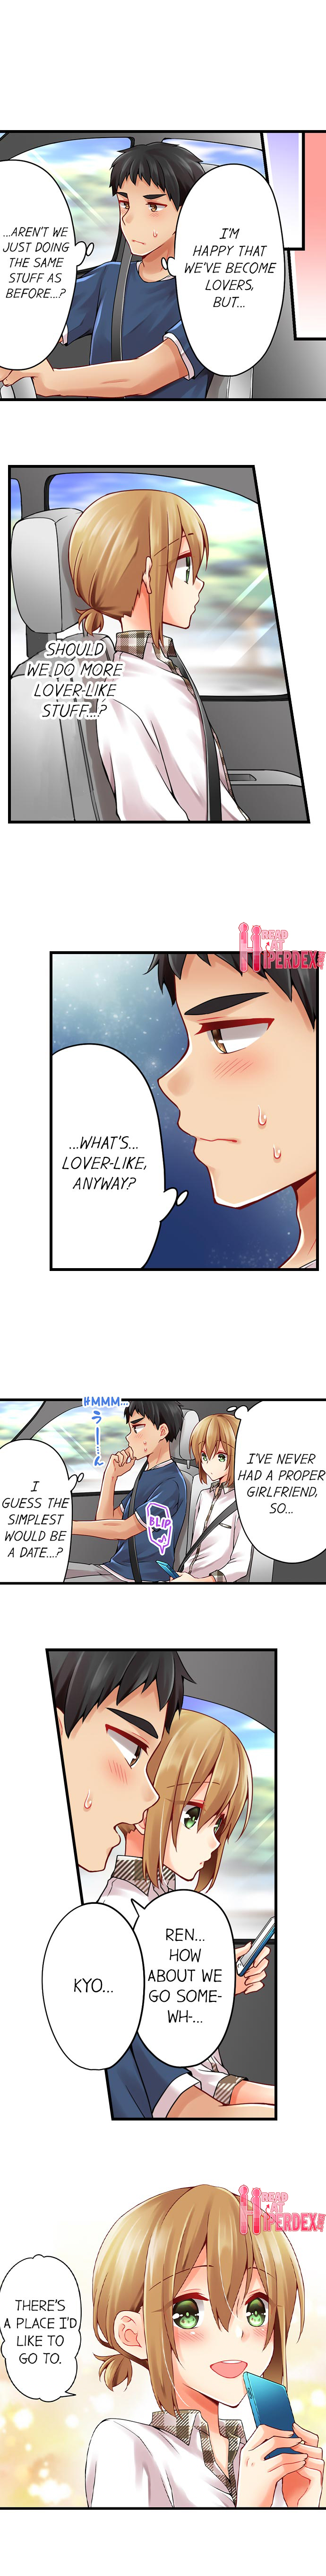 I'M
HAPPY THAT
WE'VE BECOME
LOVERS,
BUT...
...AREN'T WE
JUST DOING
THE SAME
STUFF AS
BEFORE...?
SHOULD
WE DO MORE
LOVER-LIKE
STUFF...?
READ
AT
HIPERDEX
...WHAT'S...
LOVER-LIKE,
ANYWAY?
HMMM...
う
ん
I'VE NEVER
HAD A PROPER
GIRLFRIEND,
SO...
I
GUESS THE
SIMPLEST
WOULD BE
A DATE...?
BLIP
♪
REN...
HOW
ABOUT WE
GO SOME-
WH-...
KYO...
READ
AT
HIPERDEX
THERE'S
A PLACE I'D
LIKE TO
GO TO.